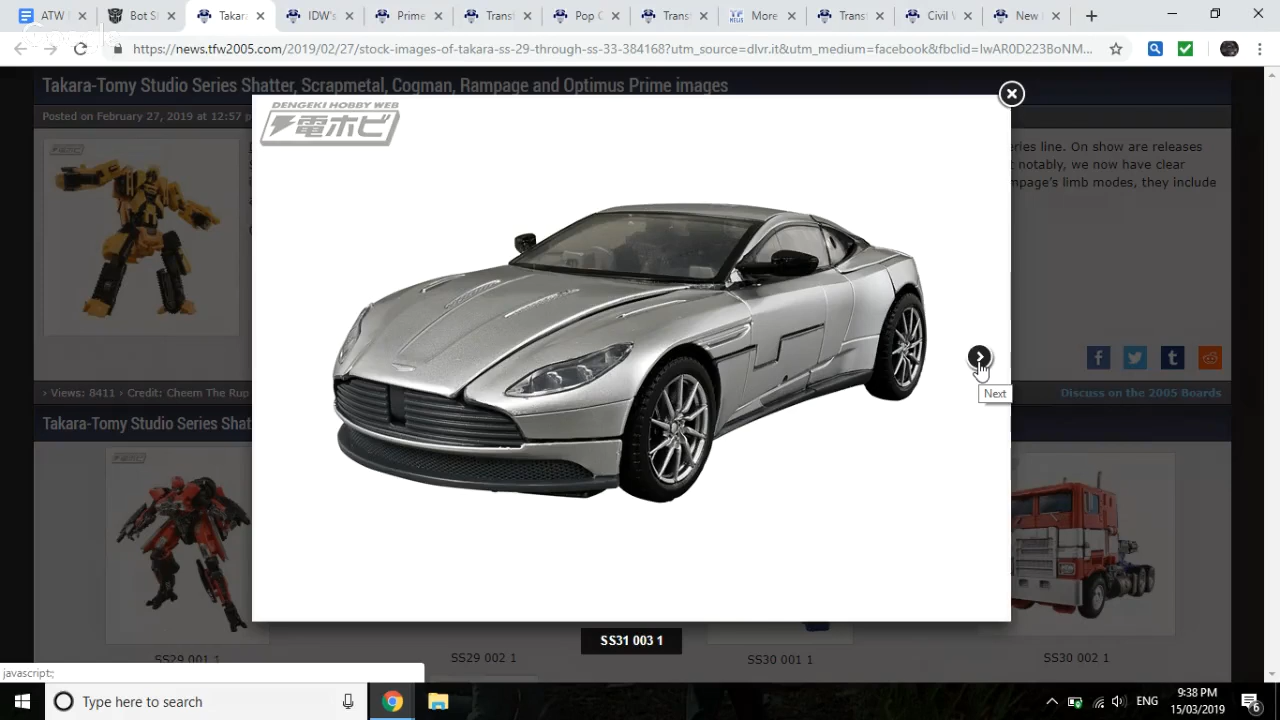 ATW
Bot S
Takara
IDW's
Prime
Transf
Pop C
Transf
TF
More
Transf
Civil W
New
https://news.tfw2005.com/2019/02/27/stock-images-of-takara-ss-29-through-ss-33-384168?utm_source=dlvr.it&utm_medium=facebook&fbclid=IwAR0D223BoNM...
Takara-Tomy Studio Series Shatter, Scrapmetal, Cogman, Rampage and Optimus Prime images
DENGEKI HOBBY WEB
電ホビ
Posted on February 27, 2019 at 12:57 p
eries line. On show are releases
t notably, we now have clear
mpage's limb modes, they include
Next
› Views: 8411 › Credit: Cheem The Rup
Discuss on the 2005 Boards
Takara-Tomy Studio Series Shat
SS31 003 1
SS29 001 1
SS29 002 1
SS30 001 1
SS30 002 1
javascript:;
Type here to search
ENG
9:38 PM
15/03/2019
6